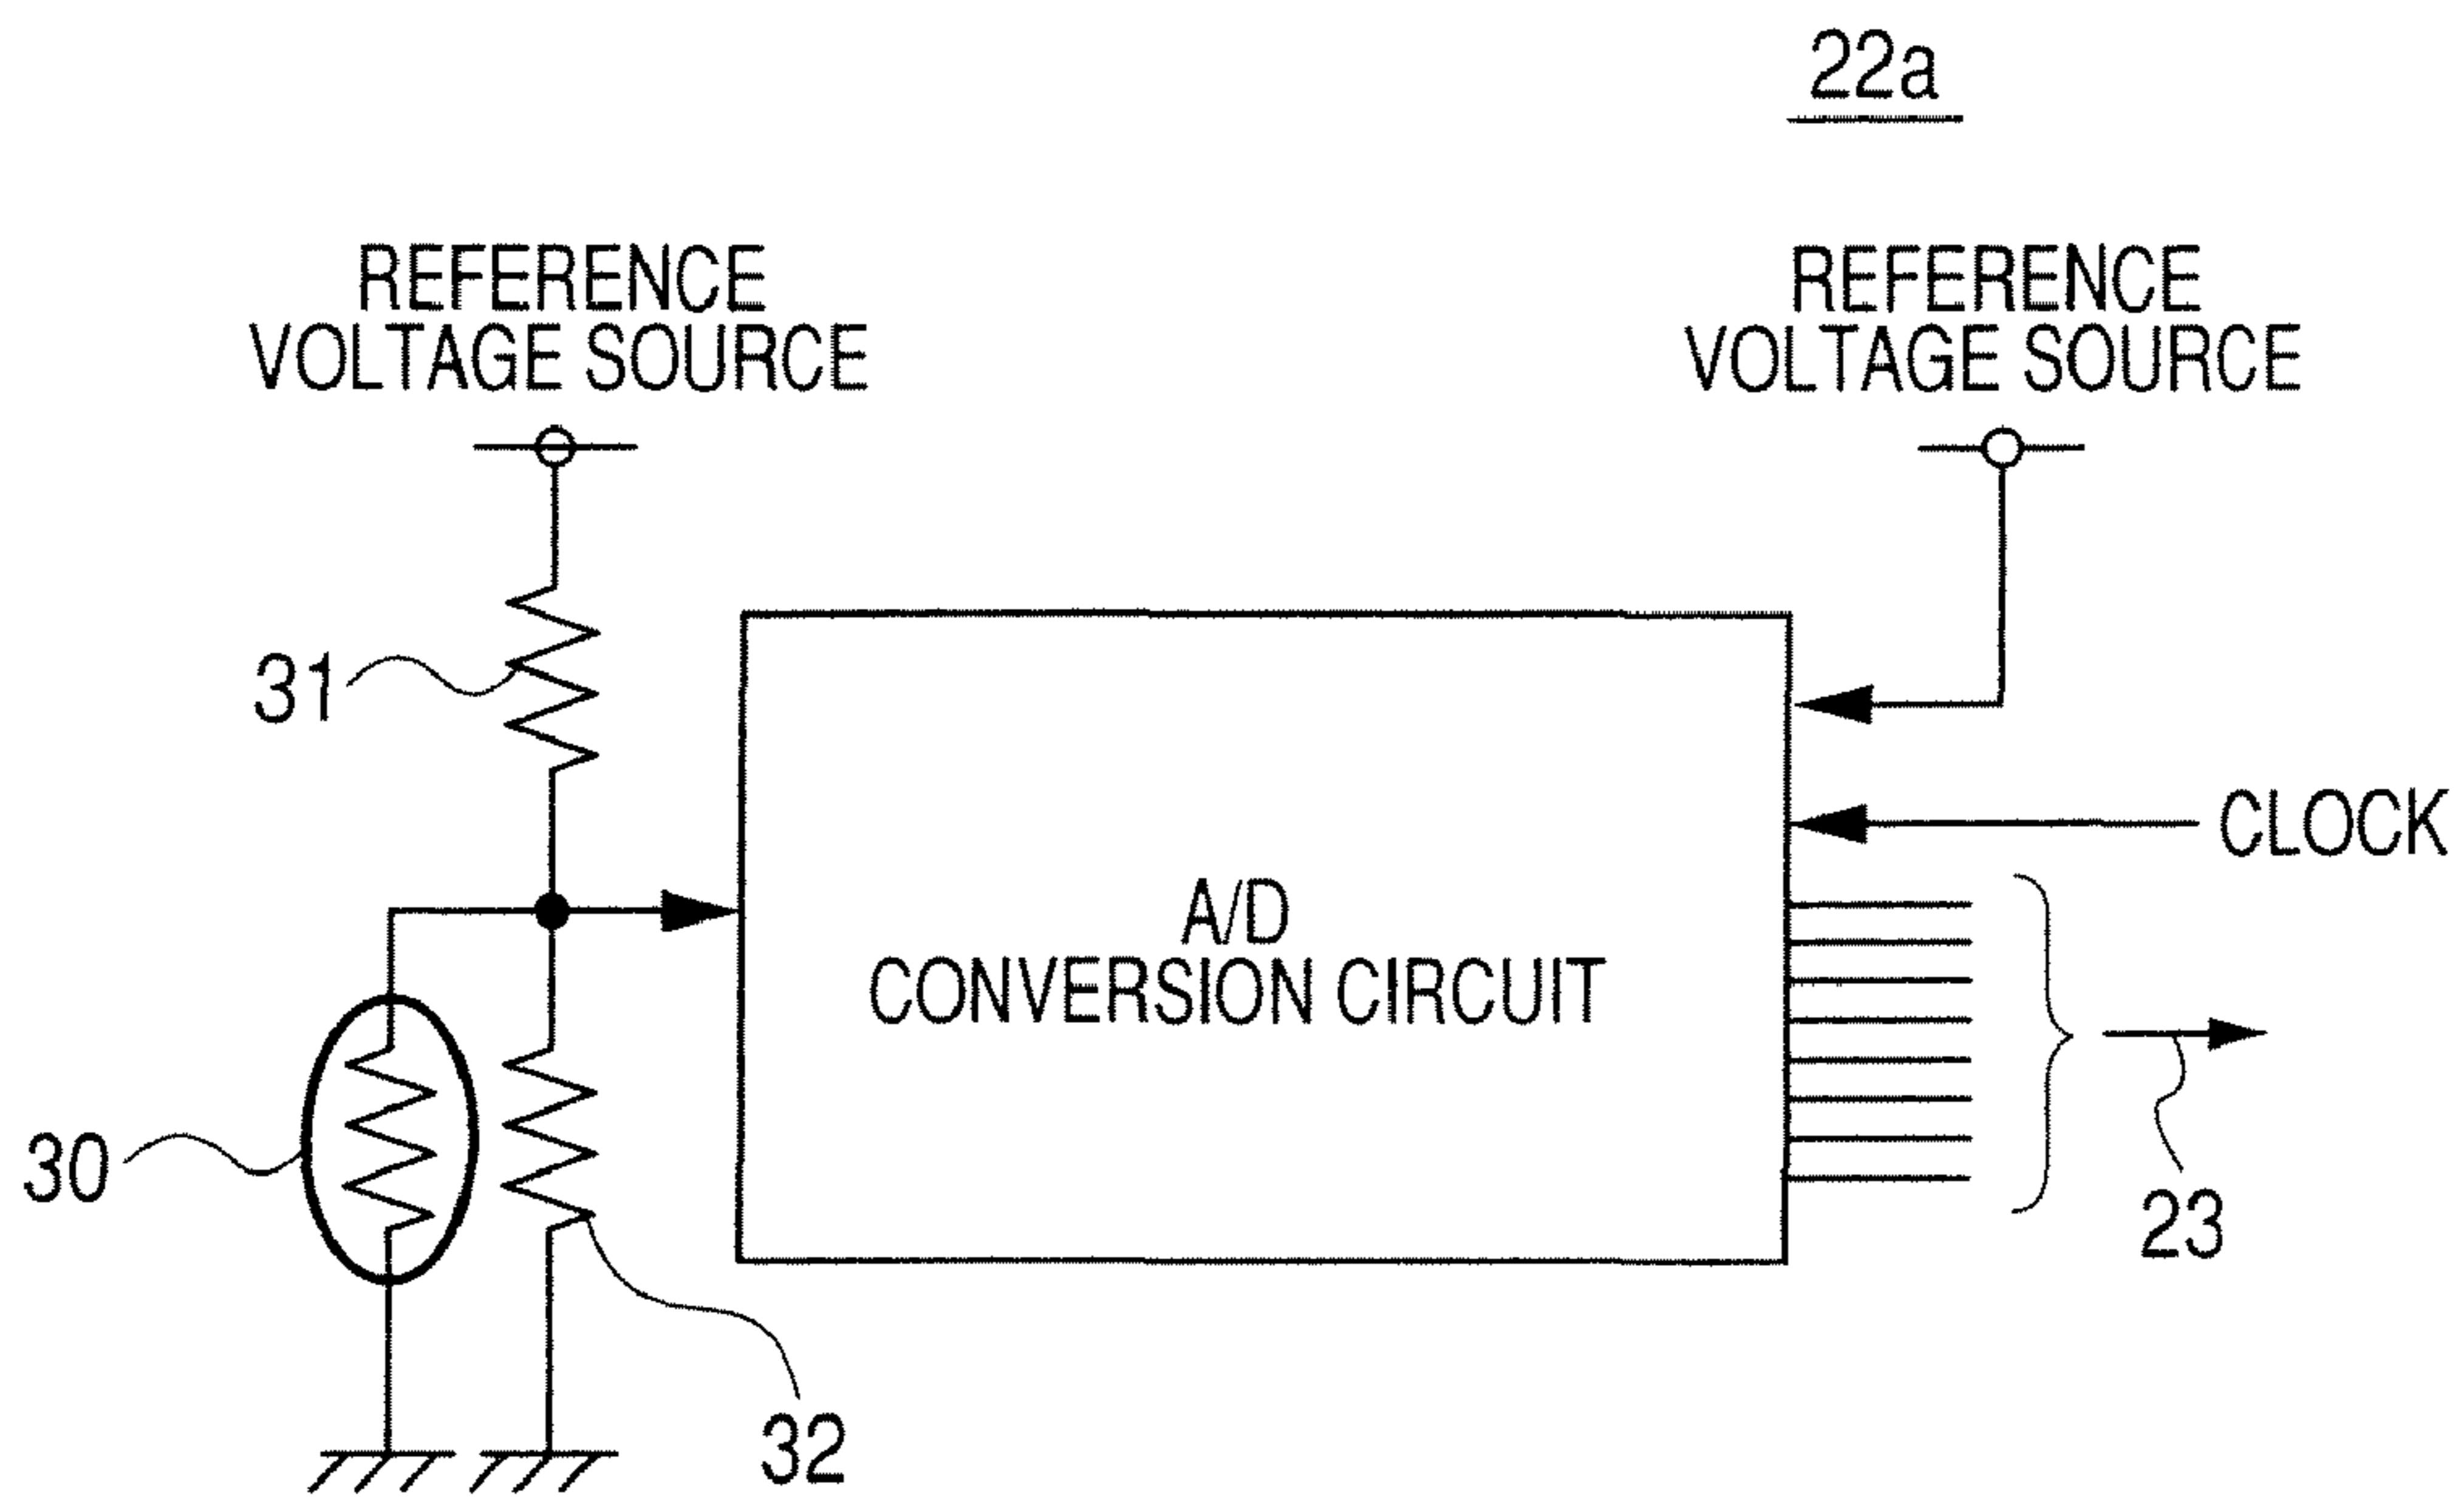 22a
REFERENCE
VOLTAGE SOURCE
REFERENCE
VOLTAGE SOURCE
31
CLOCK
A/D
CONVERSION CIRCUIT
30
23
32